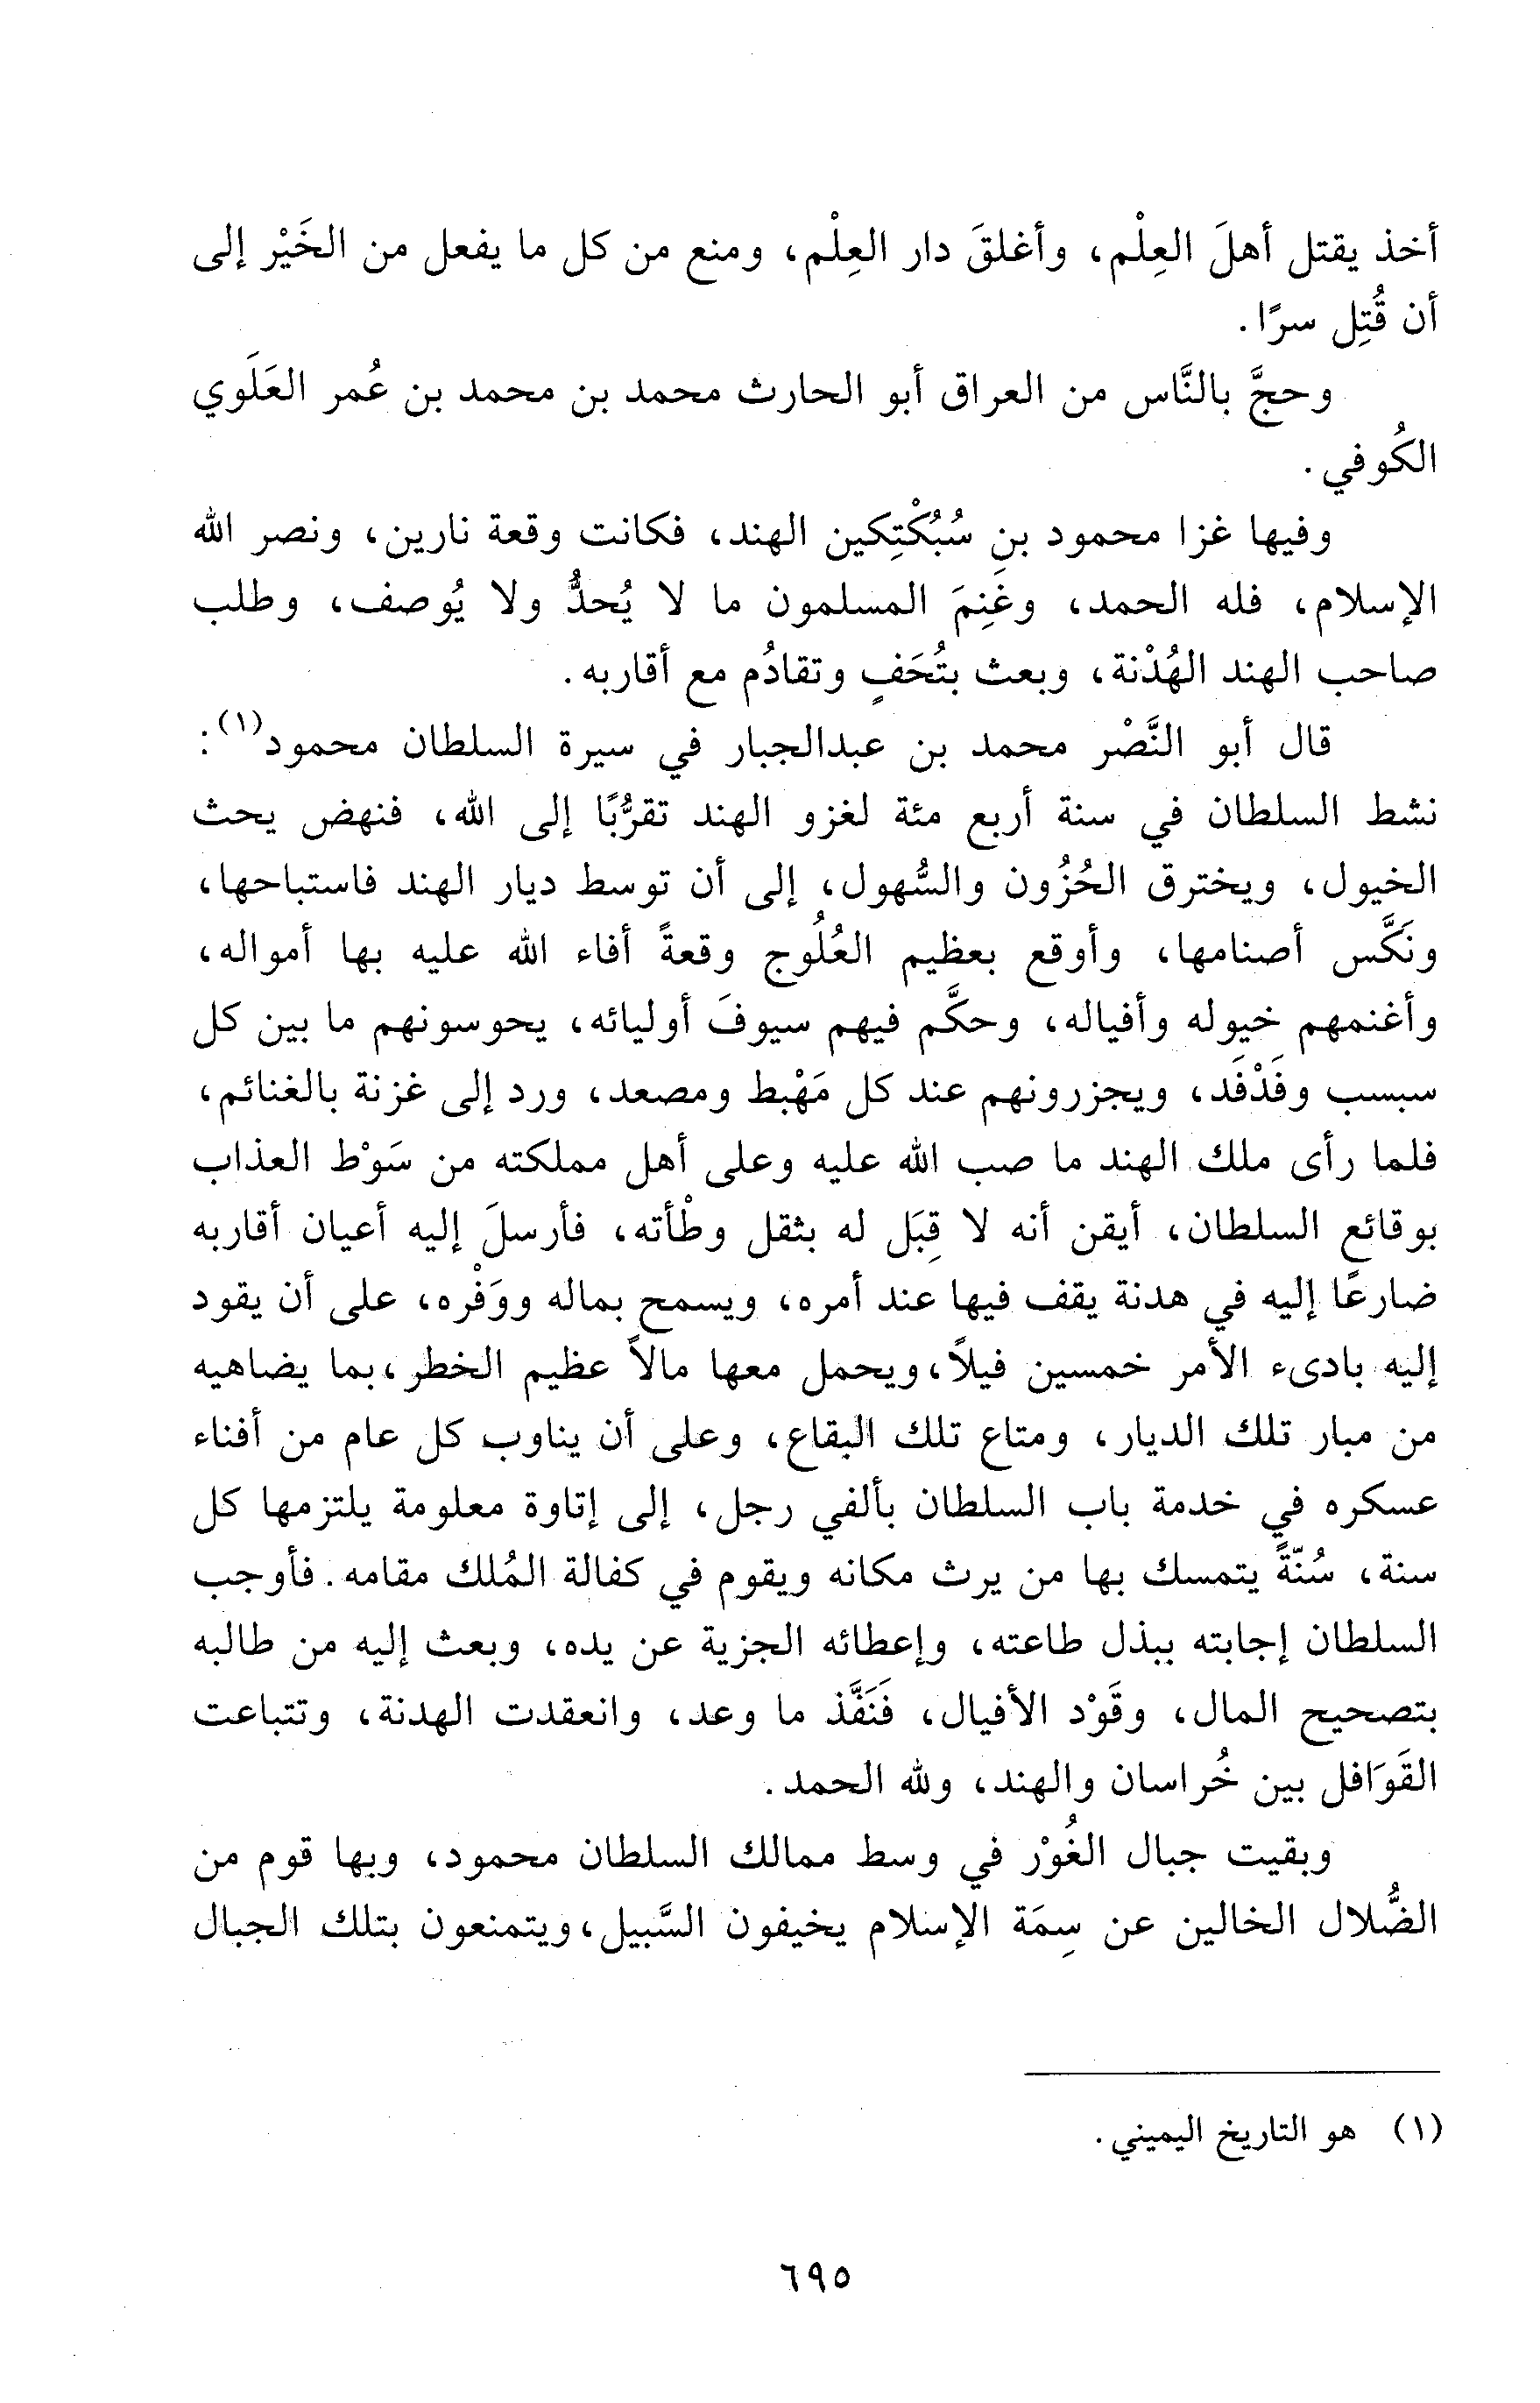 أخذ يقتل أهلَ العِلْم، وأغلقَ دار العِلْم، ومنع من كل ما يفعل من الخَيْر إلى
أن قُتِل سرًا.
وحجَّ بالنَّاس من العراق أبو الحارث محمد بن محمد بن عُمر العَلَوي
الكُوفي.
وفيها غزا محمود بن سُبُكْتِكين الهند، فكانت وقعة نارين، ونصر الله
الإسلام، فله الحمد، وغَنِمَ المسلمون ما لا يُحدُّ ولا يُوصف، وطلب
صاحب الهند الهُدْنة، وبعث بتُحَفٍ وتقادُم مع أقاربه.
قال أبو النَّصْر محمد بن عبدالجبار في سيرة السلطان محمود(١):
نشط السلطان في سنة أربع مئة لغزو الهند تقرُّبًا إلى الله، فنهض يحث
الخيول، ويخترق الحُزُون والسُّهول، إلى أن توسط ديار الهند فاستباحها،
ونَكَّس أصنامها، وأوقع بعظيم العُلُوج وقعةً أفاء الله عليه بها أمواله،
وأغنمهم خيوله وأفياله، وحكَّم فيهم سيوفَ أوليائه، يحوسونهم ما بين كل
سبسب وفَدْفَد، ويجزرونهم عند كل مَهْبط ومصعد، ورد إلى غزنة بالغنائم،
فلما رأى ملك الهند ما صب الله عليه وعلى أهل مملكته من سَوْط العذاب
بوقائع السلطان، أيقن أنه لا قِبَل له بثقل وطْأته، فأرسلَ إليه أعيان أقاربه
ضارعًا إليه في هدنة يقف فيها عند أمره، ويسمح بماله ووَفْره، على أن يقود
إليه بادىء الأمر خمسين فيلاً، ويحمل معها مالاً عظيم الخطر، بما يضاهيه
من مبار تلك الديار، ومتاع تلك البقاع، وعلى أن يناوب كل عام من أفناء
عسكره في خدمة باب السلطان بألفي رجل، إلى إتاوة معلومة يلتزمها كل
سنة، سُنّةً يتمسك بها من يرث مكانه ويقوم في كفالة المُلك مقامه. فأوجب
السلطان إجابته ببذل طاعته، وإعطائه الجزية عن يده، وبعث إليه من طالبه
بتصحيح المال، وقَوْد الأفيال، فَنَفَّذ ما وعد، وانعقدت الهدنة، وتتباعت
القَوَافل بين خُراسان والهند، ولله الحمد.
وبقيت جبال الغُوْر في وسط ممالك السلطان محمود، وبها قوم من
الضُّلال الخالين عن سِمَة الإسلام يخيفون السَّبيل، ويتمنعون بتلك الجبال
(١) هو التاريخ اليميني.
٦٩٥